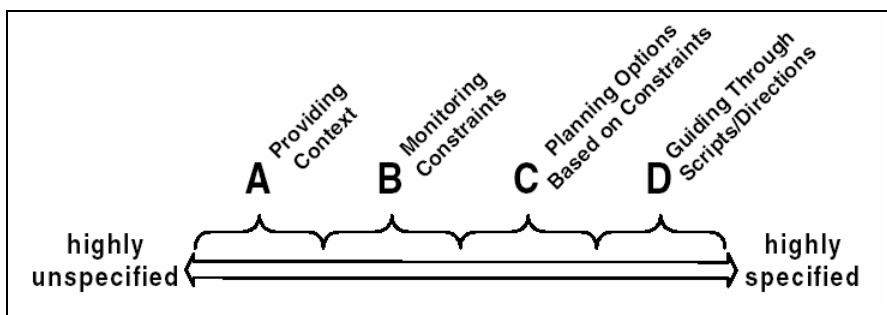 A
Providing
Context
B
Monitoring
Constraints
C
Planning Options
Based on Constraints
D
Guiding Through
Scripts/Directions
highly
unspecified
highly
specified